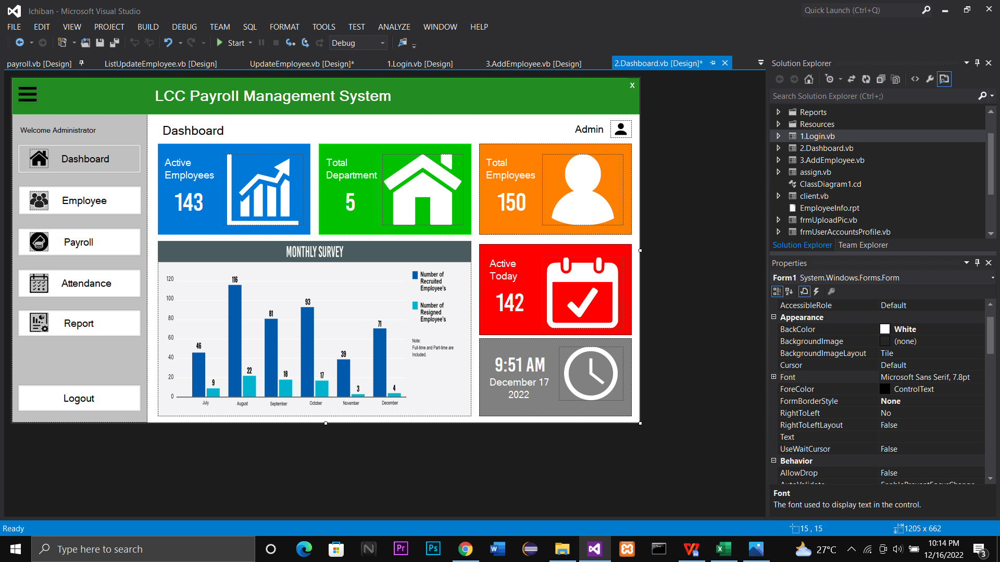 Ichiban - Microsoft Visual Studio
Quick Launch (Ctrl+Q)
FILE EDIT VIEW PROJECT BUILD DEBUG TEAM SQL FORMAT TOOLS TEST ANALYZE WINDOW HELP
Start Debug
payroll.vb [Design] ListUpdateEmployee.vb [Design] UpdateEmployee.vb [Design]* 1.Login.vb [Design] 3.AddEmployee.vb [Design] 2.Dashboard.vb [Design]*
LCC Payroll Management System
X
Welcome Administrator
Dashboard
Employee
Payroll
Attendance
Report
Logout
Dashboard
Admin
Active
Employees
143
Total
Department
5
Total
Employees
150
MONTHLY SURVEY
120
100
80
60
40
20
0
46
9
116
22
81
18
93
17
39
3
71
4
July August September October November December
Number of
Recruited
Employee's
Number of
Resigned
Employee's
Note:
Full-time and Part-time are
Included.
Active
Today
142
9:51 AM
December 17
2022
Solution Explorer
Search Solution Explorer (Ctrl+;)
Reports
Resources
1.Login.vb
2.Dashboard.vb
3.AddEmployee.vb
assign.vb
ClassDiagram1.cd
client.vb
EmployeeInfo.rpt
frmUploadPic.vb
frmUserAccountsProfile.vb
Solution Explorer Team Explorer
Properties
Form1 System.Windows.Forms.Form
AccessibleRole Default
Appearance
BackColor White
BackgroundImage (none)
BackgroundImageLayout Tile
Cursor Default
Font Microsoft Sans Serif, 7.8pt
ForeColor ControlText
FormBorderStyle None
RightToLeft No
RightToLeftLayout False
Text
UseWaitCursor False
Behavior
AllowDrop False
Font
The font used to display text in the control.
Ready
15 , 15
1205 x 662
Type here to search
27°C
10:14 PM
12/16/2022
3